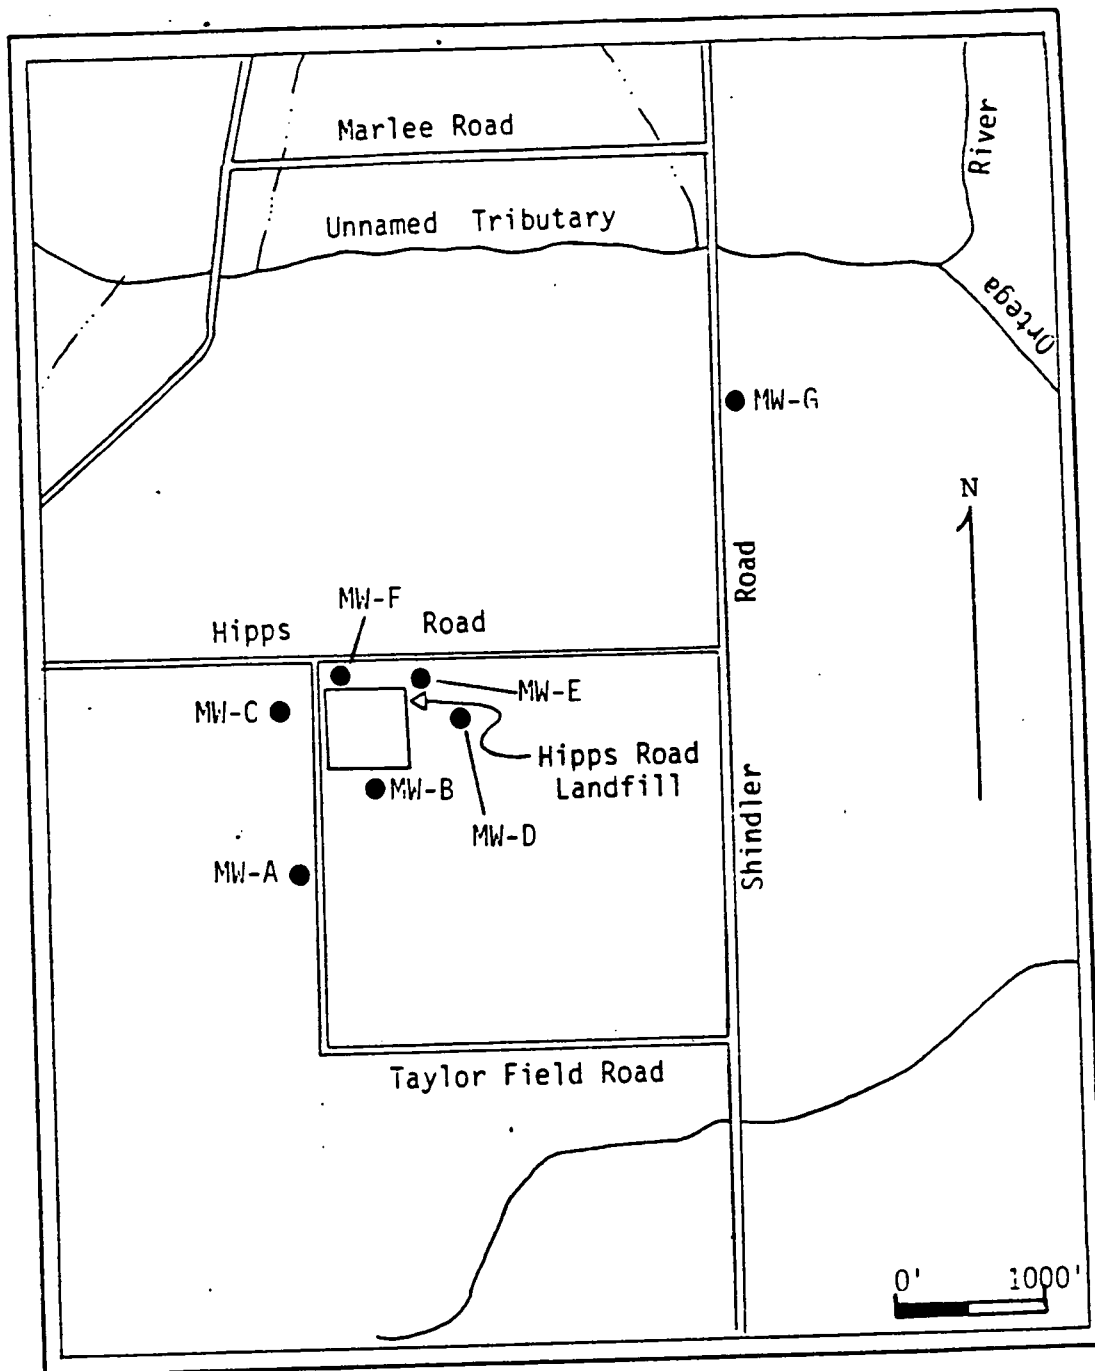 Marlee Road
River
Unnamed Tributary
Ortega
MW-G
N
MW-F
Road
Hipps Road
MW-E
MW-C
Hipps Road
Landfill
MW-B
MW-D
Shindler
MW-A
Taylor Field Road
0' 1000'